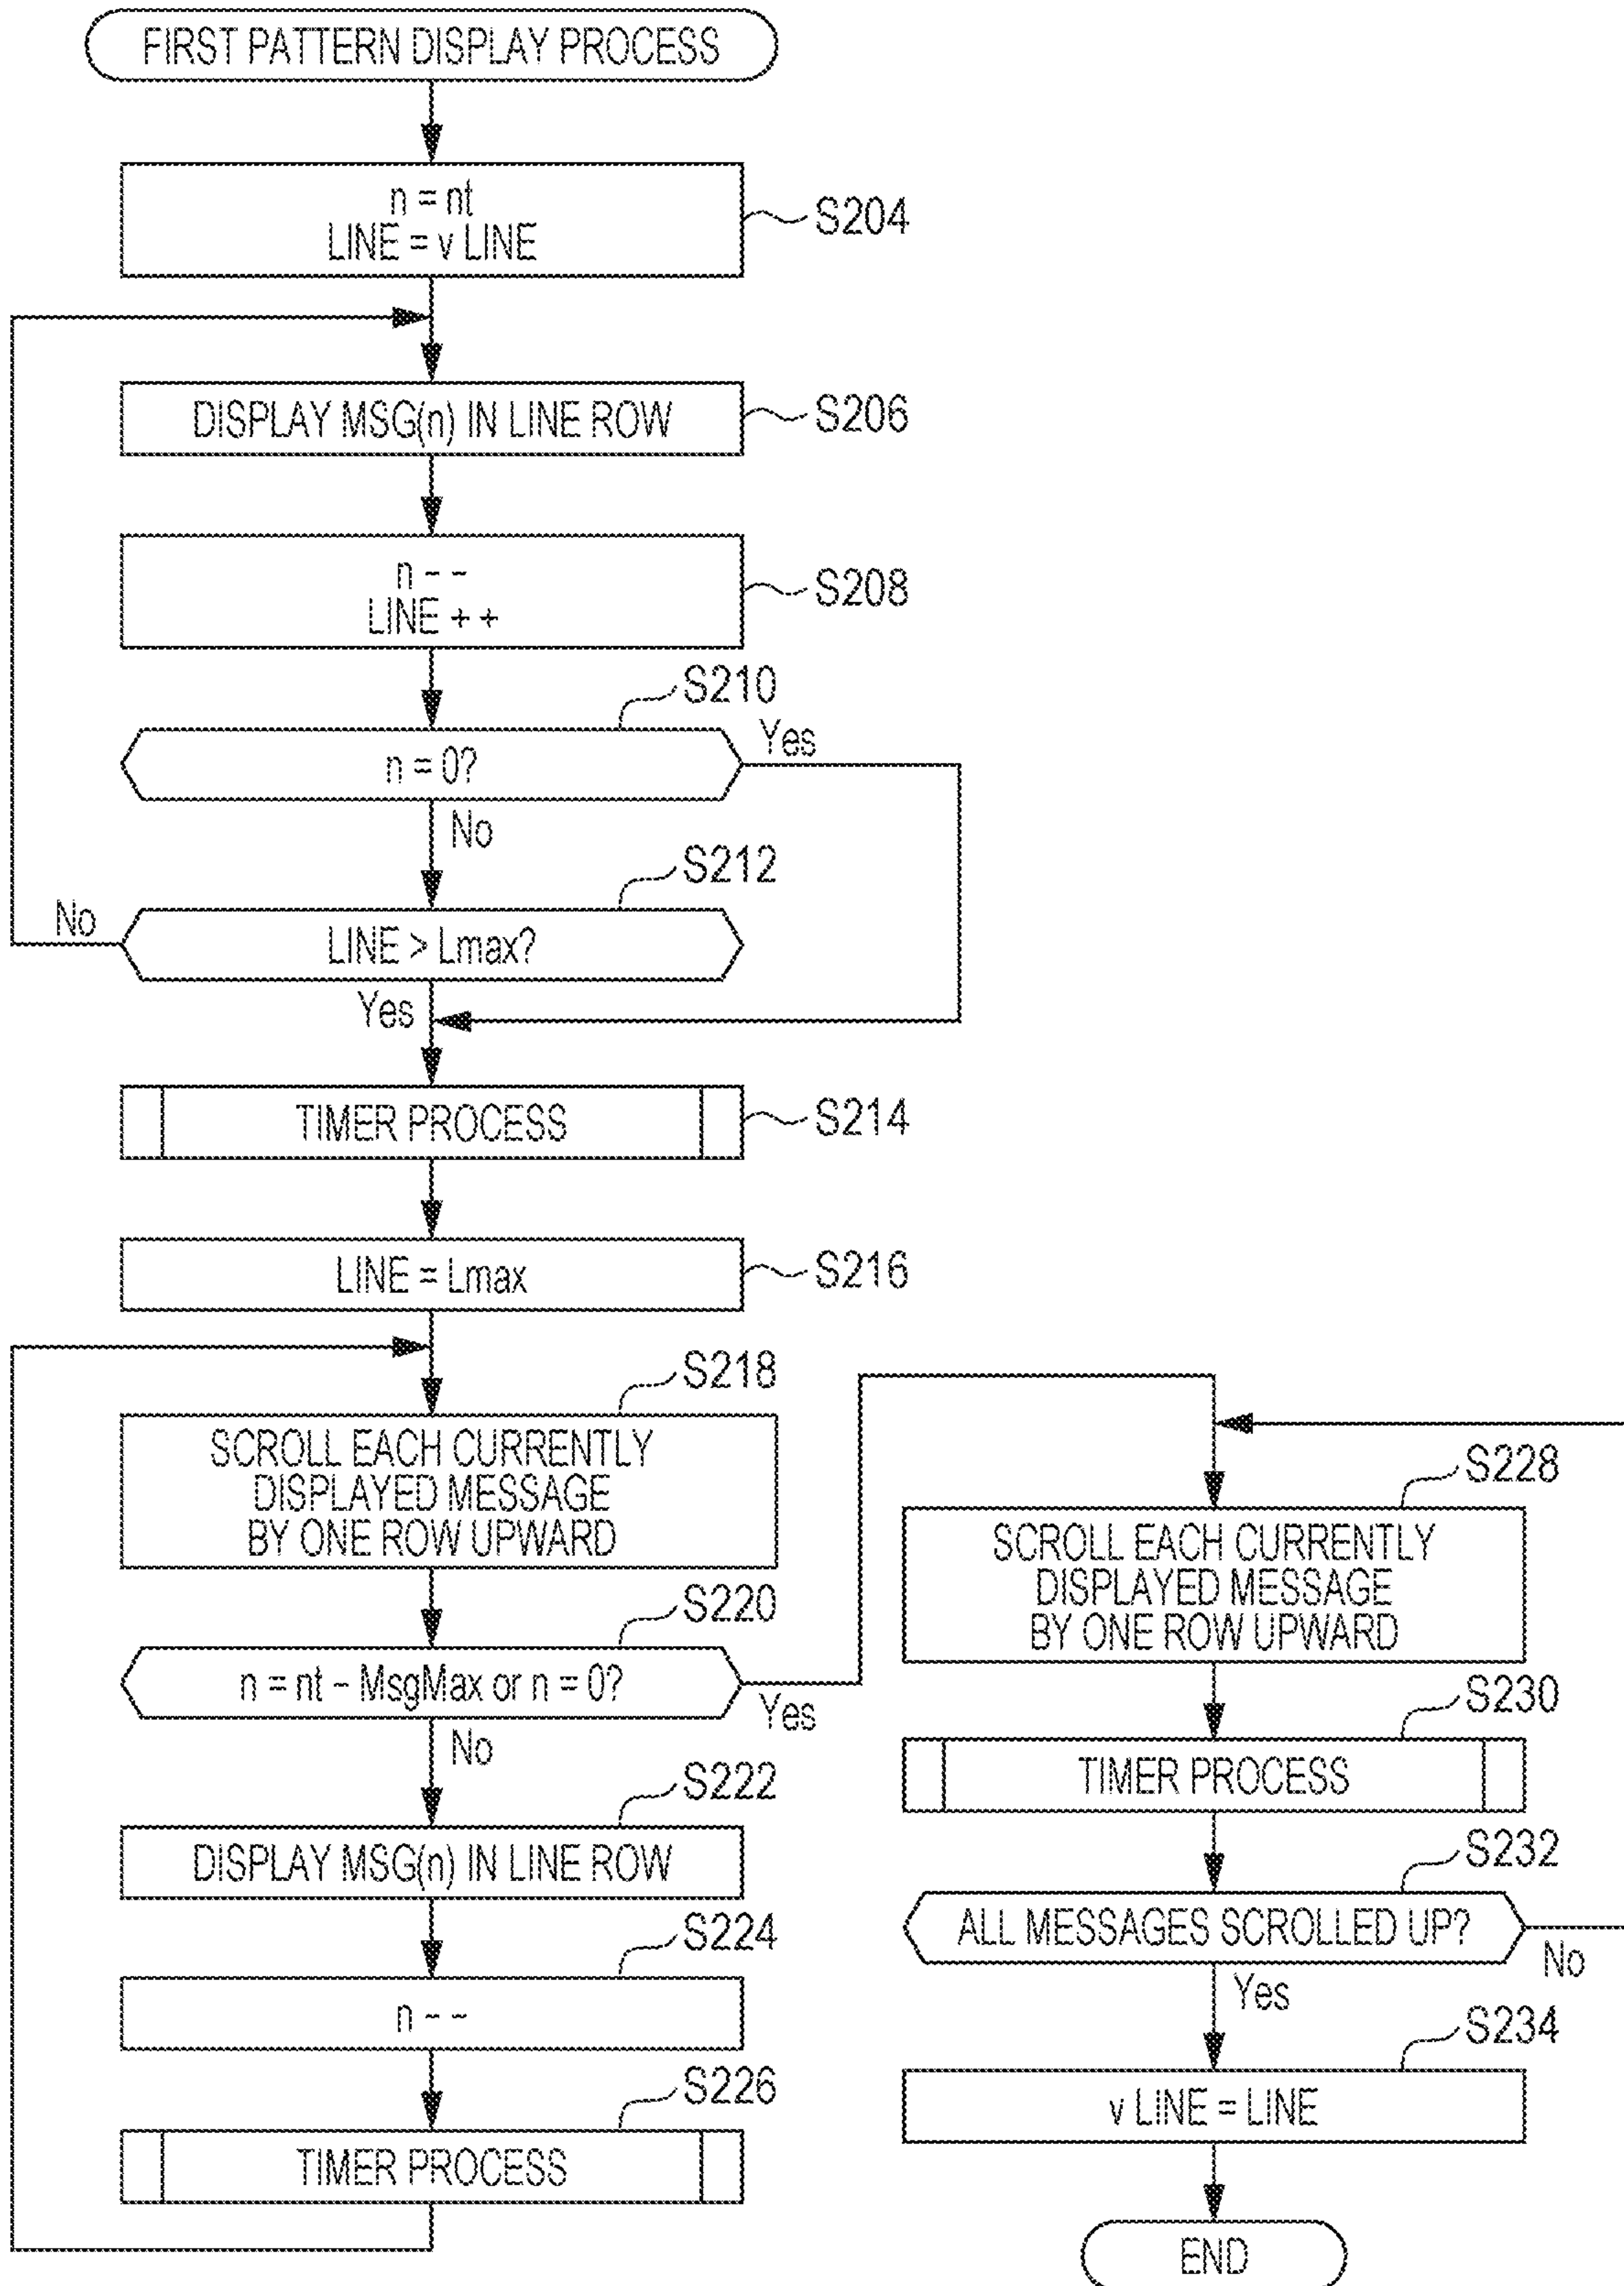 FIRST PATTERN DISPLAY PROCESS
n = nt
LINE = v LINE
S204
DISPLAY MSG(n) IN LINE ROW
S206
n - -
LINE + +
S208
S210
n = 0?
Yes
No
S212
LINE > Lmax?
No
Yes
TIMER PROCESS
S214
LINE = Lmax
S216
S218
SCROLL EACH CURRENTLY
DISPLAYED MESSAGE
BY ONE ROW UPWARD
S220
n = nt - MsgMax or n = 0?
Yes
No
S222
DISPLAY MSG(n) IN LINE ROW
S224
n - -
S226
TIMER PROCESS
S228
SCROLL EACH CURRENTLY
DISPLAYED MESSAGE
BY ONE ROW UPWARD
S230
TIMER PROCESS
S232
ALL MESSAGES SCROLLED UP?
No
Yes
S234
v LINE = LINE
END